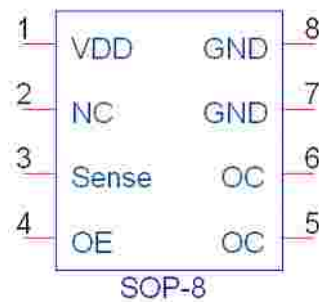 1 VDD GND 8
2 NC GND 7
3 Sense OC 6
4 OE OC 5
SOP-8